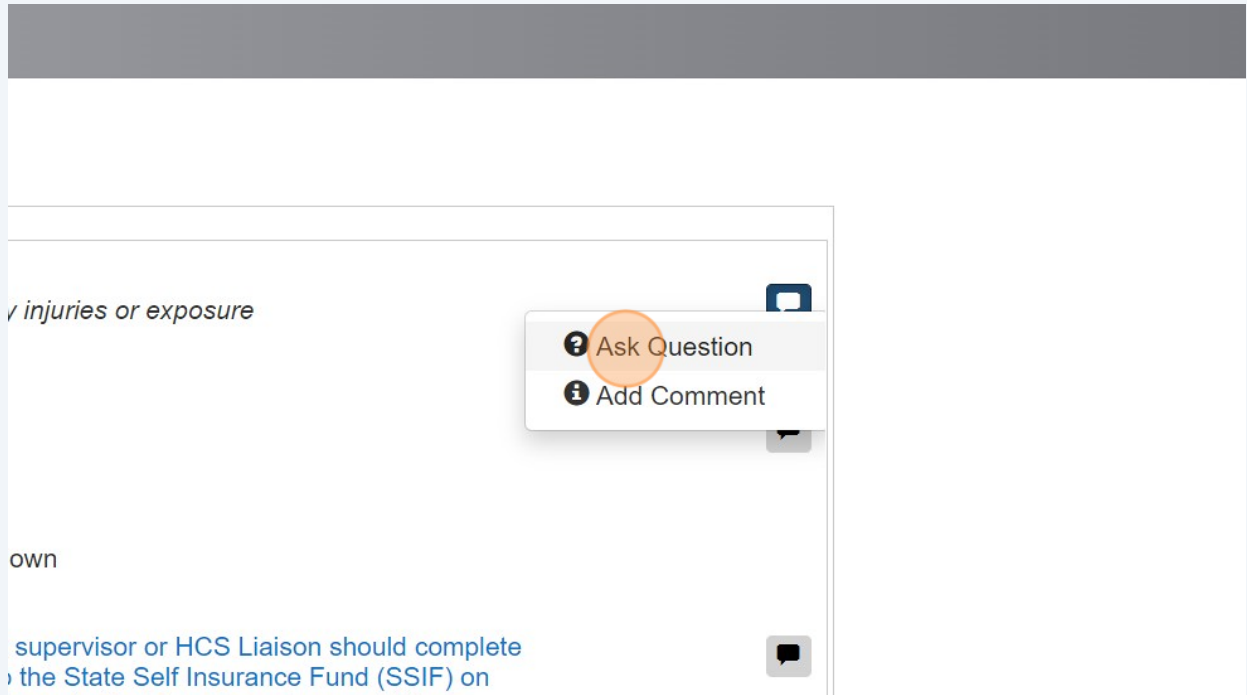 injuries or exposure
Ask Question
Add Comment
own
supervisor or HCS Liaison should complete
the State Self Insurance Fund (SSIF) on